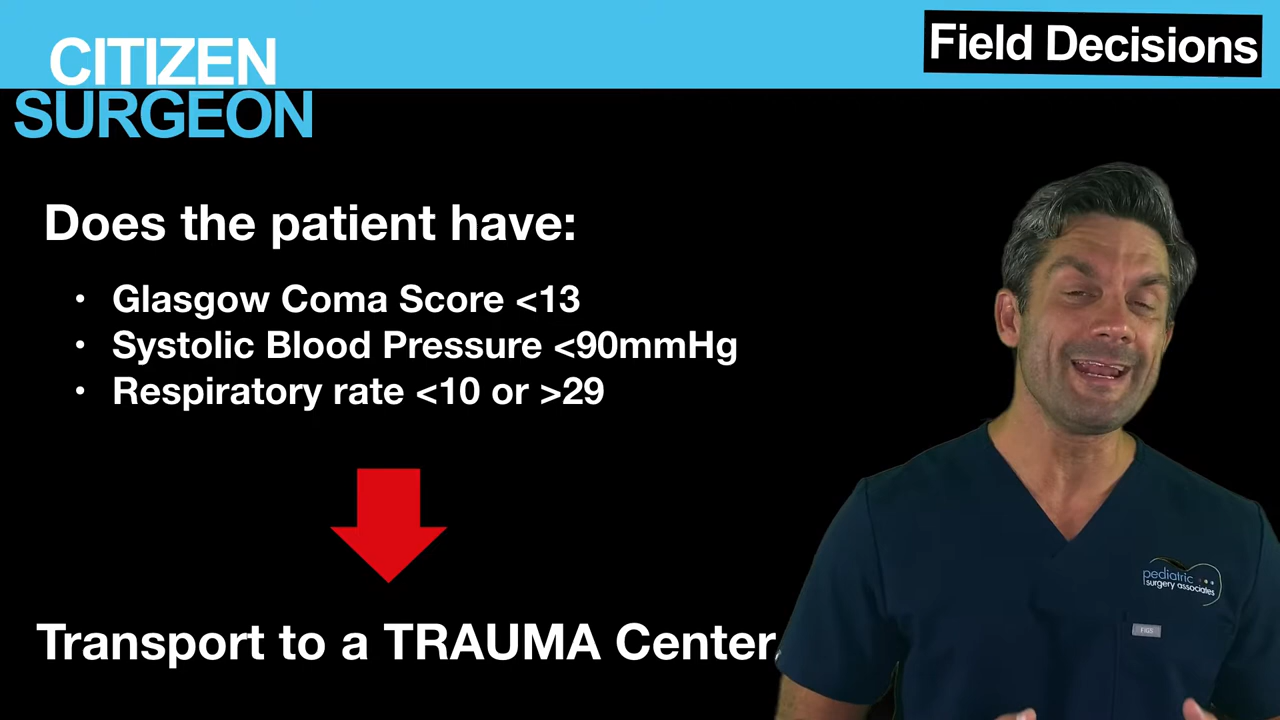 CITIZEN
SURGEON
Field Decisions
Does the patient have:
• Glasgow Coma Score <13
• Systolic Blood Pressure <90mmHg
• Respiratory rate <10 or >29
Transport to a TRAUMA Center
pediatric
surgery associates
FIGS